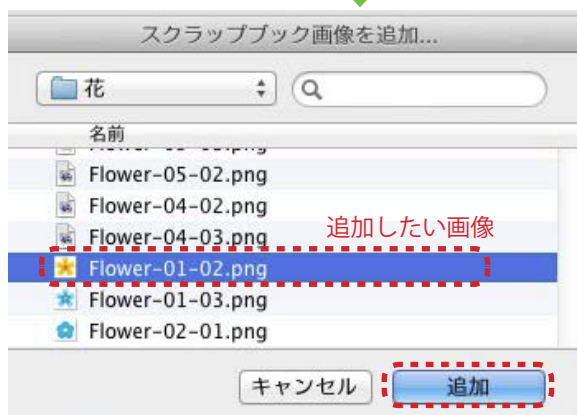 スクラップブック画像を追加...
花
名前
Flower-05-02.png
Flower-04-02.png
Flower-04-03.png
追加したい画像
Flower-01-02.png
Flower-01-03.png
Flower-02-01.png
キャンセル
追加